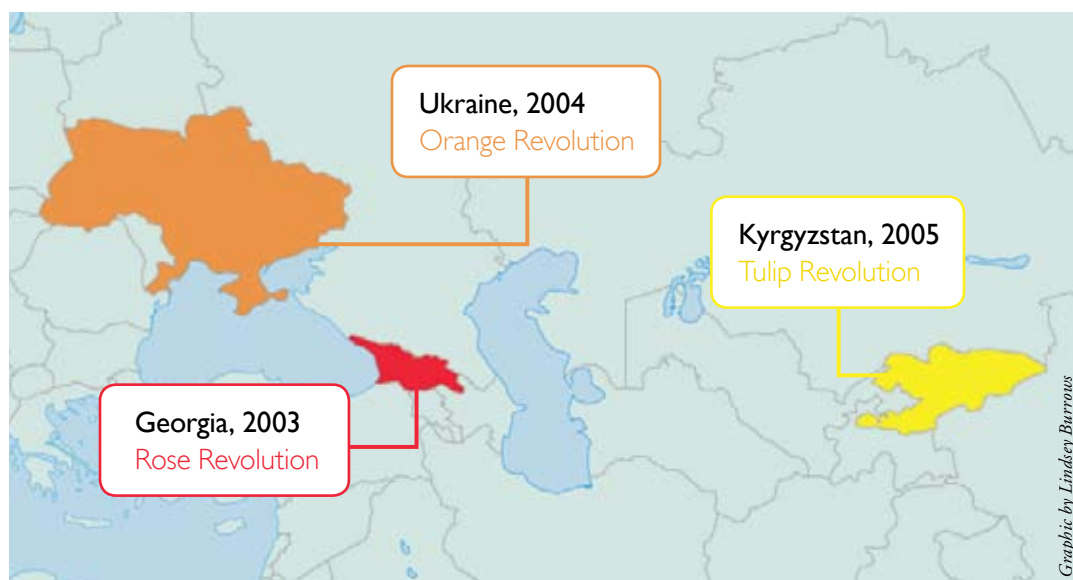 Ukraine, 2004
Orange Revolution
Kyrgyzstan, 2005
Tulip Revolution
Georgia, 2003
Rose Revolution
Graphic by Lindsey Burrows